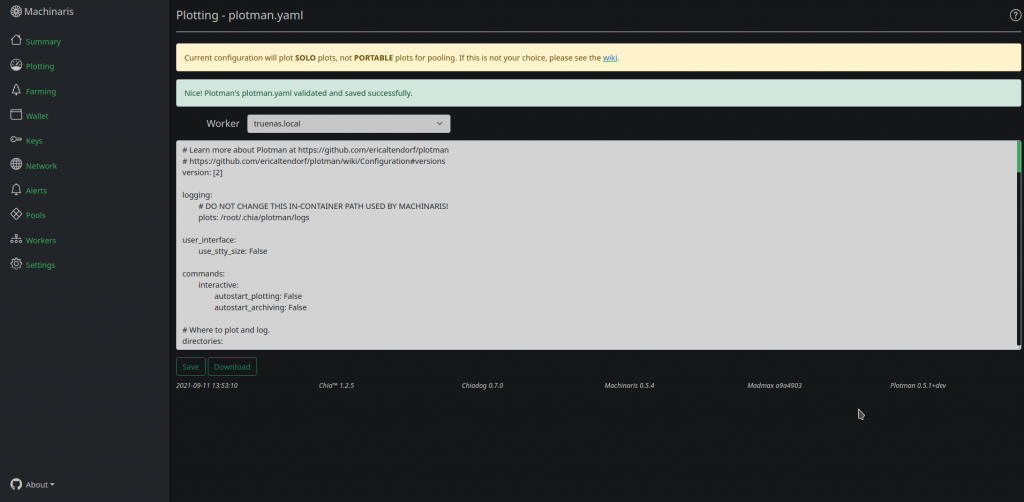 Machinaris
Summary
Plotting
Farming
Wallet
Keys
Network
Alerts
Pools
Workers
Settings
About
Plotting - plotman.yaml
?
Current configuration will plot SOLO plots, not PORTABLE plots for pooling. If this is not your choice, please see the wiki.
Nice! Plotman's plotman.yaml validated and saved successfully.
Worker
truenas.local
# Learn more about Plotman at https://github.com/ericaltendorf/plotman
# https://github.com/ericaltendorf/plotman/wiki/Configuration#versions
version: [2]
logging:
# DO NOT CHANGE THIS IN-CONTAINER PATH USED BY MACHINARIS!
plots: /root/.chia/plotman/logs
user_interface:
use_stty_size: False
commands:
interactive:
autostart_plotting: False
autostart_archiving: False
# Where to plot and log.
directories:
Save
Download
2021-09-11 13:53:10
Chia™ 1.2.5
Chiadog 0.7.0
Machinaris 0.5.4
Madmax a9a4903
Plotman 0.5.1+dev